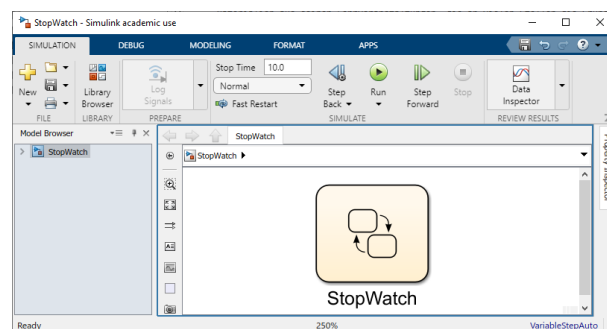 StopWatch - Simulink academic use
SIMULATION DEBUG MODELING FORMAT APPS
New
Library Browser
Log Signals
Stop Time 10.0
Normal
Fast Restart
Step Back
Run
Step Forward
Stop
Data Inspector
FILE LIBRARY PREPARE SIMULATE REVIEW RESULTS
Model Browser
StopWatch
StopWatch
StopWatch
Property Inspector
StopWatch
Ready 250% VariableStepAuto